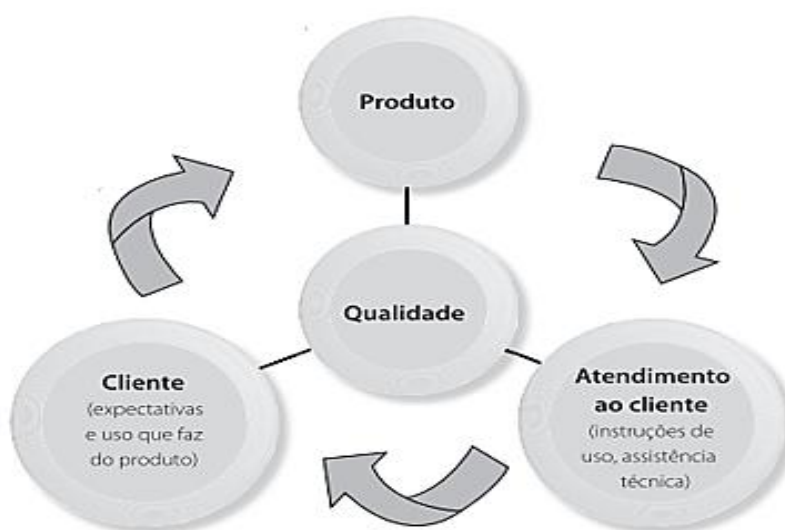 Produto
Qualidade
Cliente
(expectativas
e uso que faz
do produto)
Atendimento
ao cliente
(instruções de
uso, assistência
técnica)